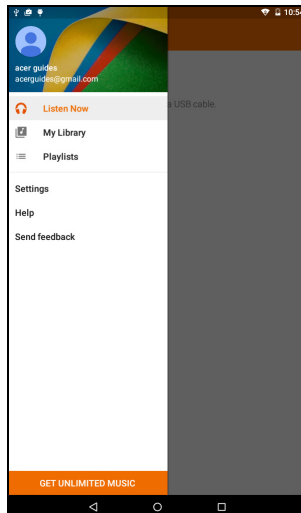 10:54
acer guides
acerguides@gmail.com
Listen Now
a USB cable.
My Library
Playlists
Settings
Help
Send feedback
GET UNLIMITED MUSIC